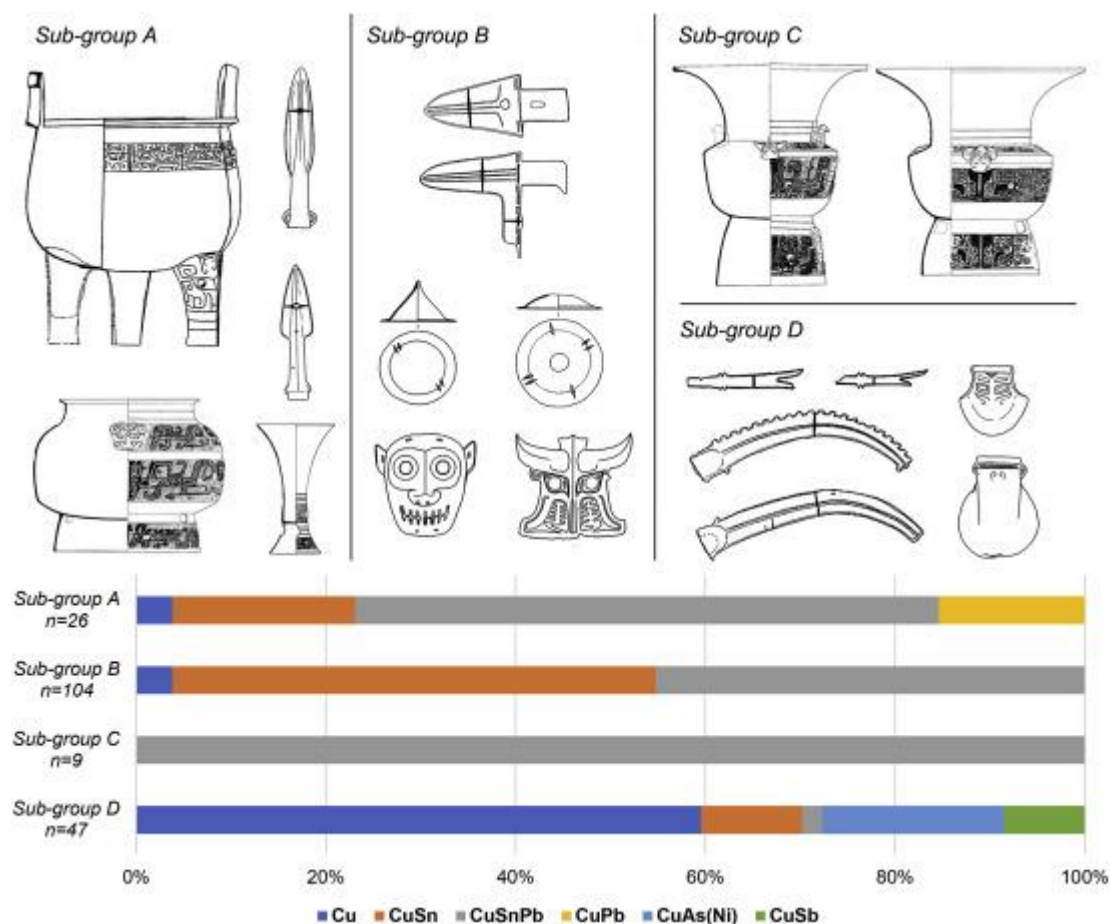 Sub-group A
Sub-group B
Sub-group C
Sub-group D
Sub-group A
n=26
Sub-group B
n=104
Sub-group C
n=9
Sub-group D
n=47
0% 20% 40% 60% 80% 100%
Cu CuSn CuSnPb CuPb CuAs(Ni) CuSb